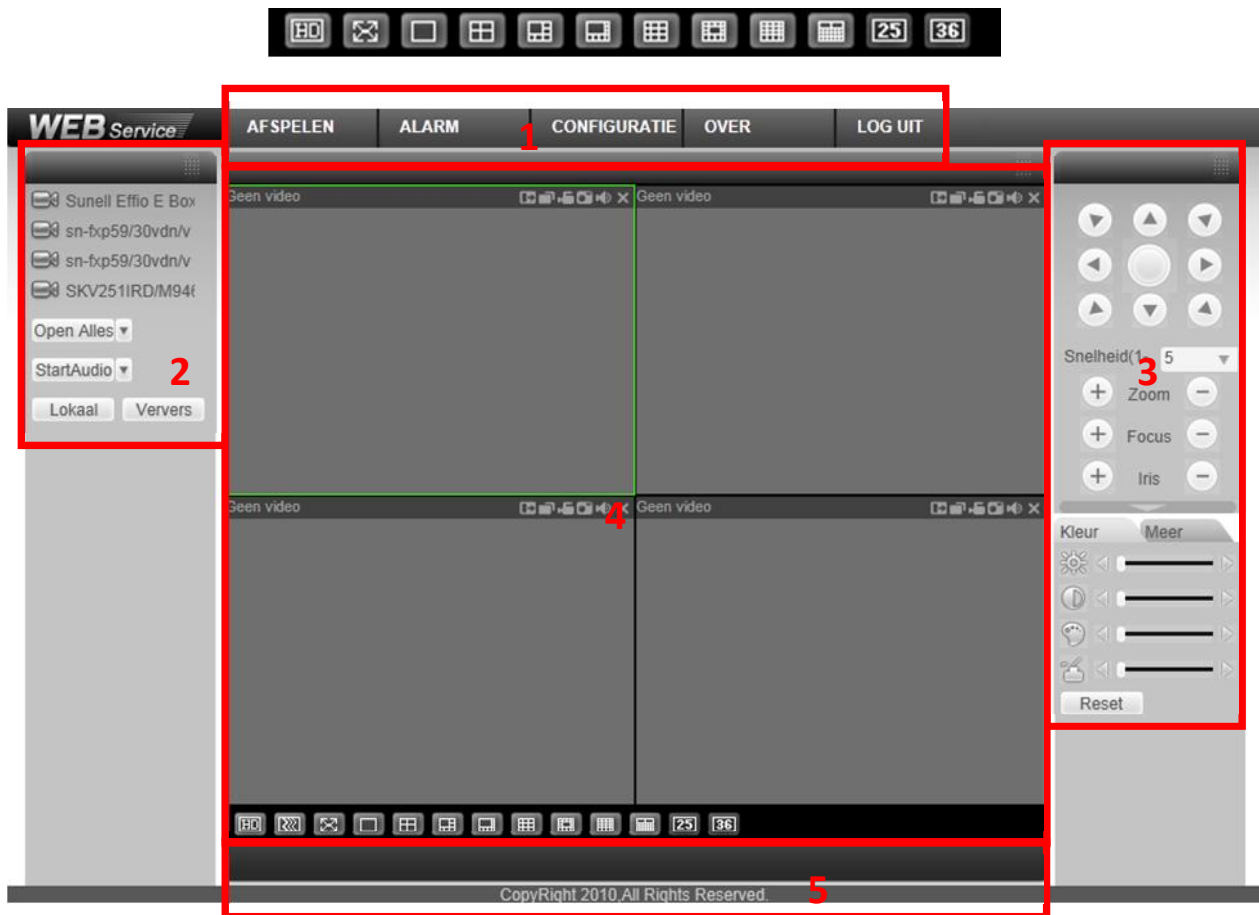 HD 25 36
WEB Service AFSPELEN ALARM CONFIGURATIE OVER LOG UIT
1
Sunell Effio E Box
sn-fxp59/30vdn/v
sn-fxp59/30vdn/v
SKV251IRD/M946
Open Alles
StartAudio
2
Lokaal Ververs
Geen video Geen video
Geen video Geen video
4
Snelheid(1- 5
3
Zoom
Focus
Iris
Kleur Meer
Reset
HD 25 36
CopyRight 2010,All Rights Reserved.
5